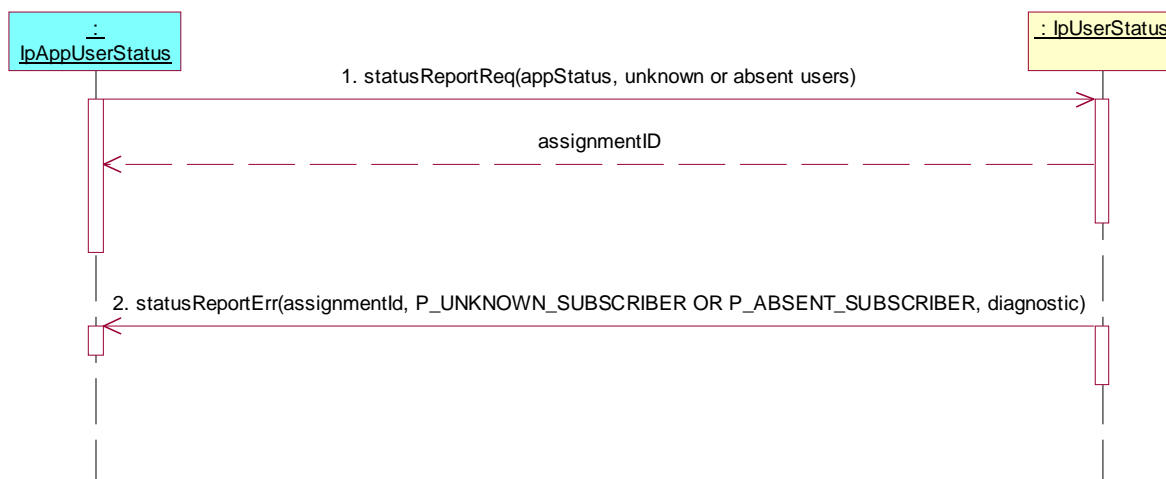 :
IpAppUserStatus
: IpUserStatus
1. statusReportReq(appStatus, unknown or absent users)
assignmentID
2. statusReportErr(assignmentId, P_UNKNOWN_SUBSCRIBER OR P_ABSENT_SUBSCRIBER, diagnostic)